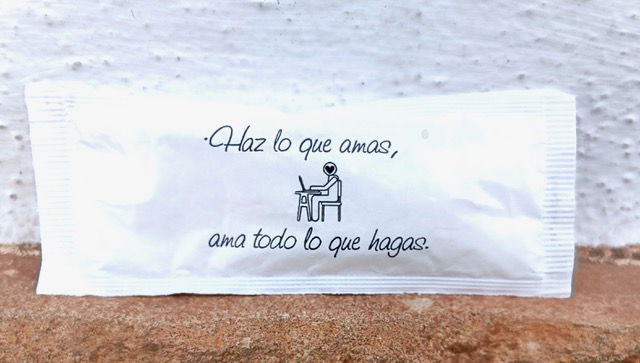 ·Haz lo que amas,
ama todo lo que hagas·